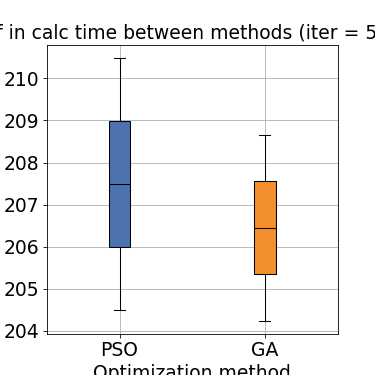 in calc time between methods (iter = 5
210
209
208
207
206
205
204
PSO GA
Optimization method